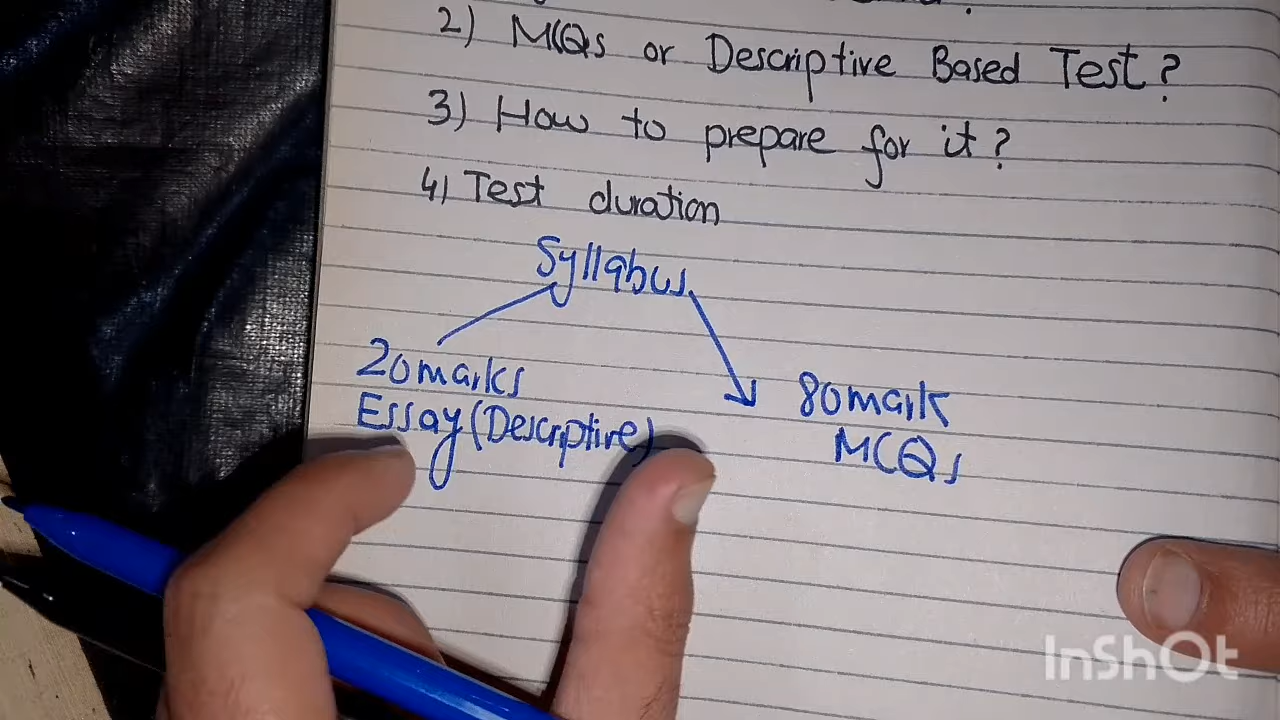 2) MCQs or Descriptive Based Test?
3) How to prepare for it?
4) Test duration
Syllabus
20marks
Essay (Descriptive)
80mark
MCQs
InShOt